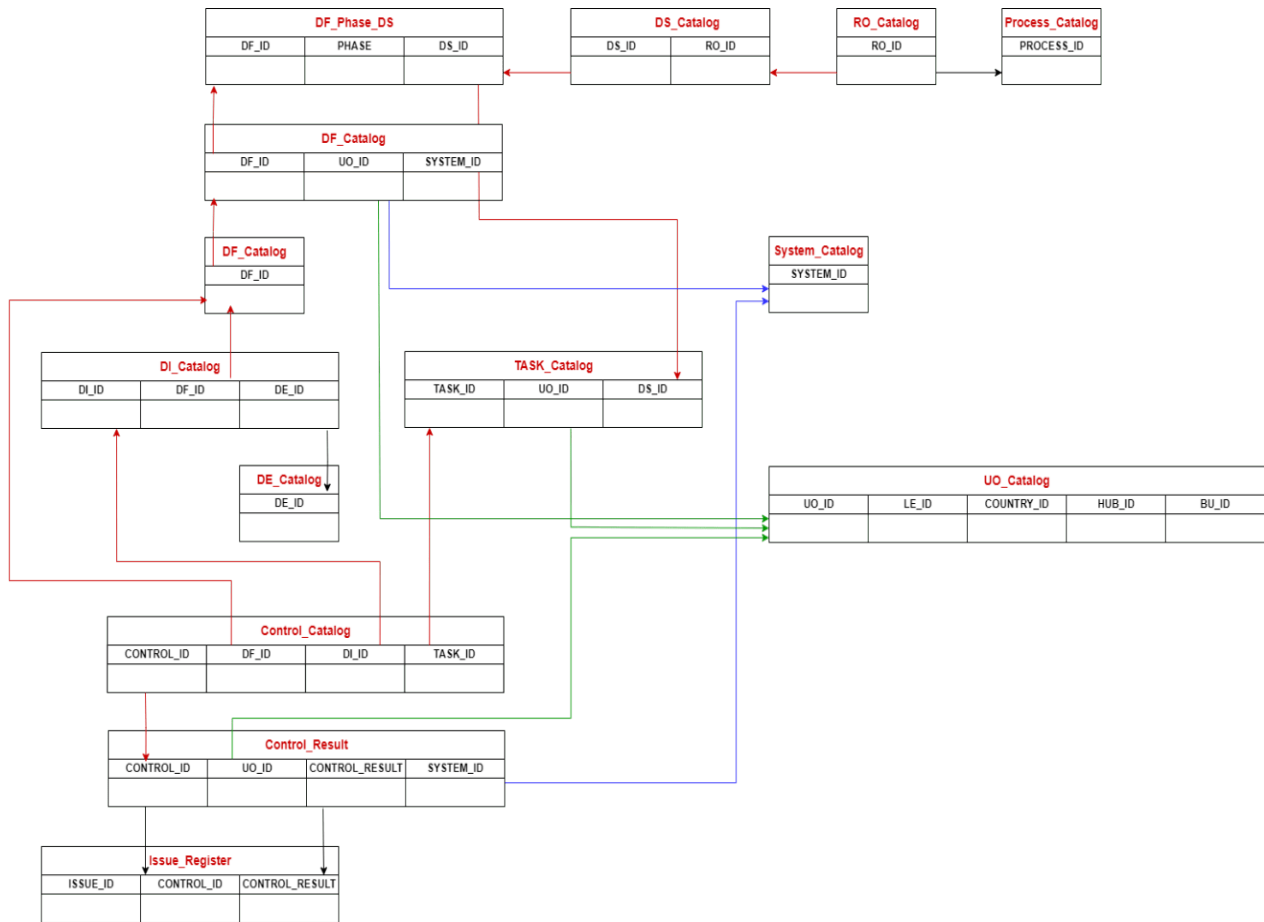 DF_Phase_DS
DF_ID PHASE DS_ID
DS_Catalog
DS_ID RO_ID
RO_Catalog
RO_ID
Process_Catalog
PROCESS_ID
DF_Catalog
DF_ID UO_ID SYSTEM_ID
DF_Catalog
DF_ID
System_Catalog
SYSTEM_ID
DI_Catalog
DI_ID DF_ID DE_ID
TASK_Catalog
TASK_ID UO_ID DS_ID
DE_Catalog
DE_ID
UO_Catalog
UO_ID LE_ID COUNTRY_ID HUB_ID BU_ID
Control_Catalog
CONTROL_ID DF_ID DI_ID TASK_ID
Control_Result
CONTROL_ID UO_ID CONTROL_RESULT SYSTEM_ID
Issue_Register
ISSUE_ID CONTROL_ID CONTROL_RESULT